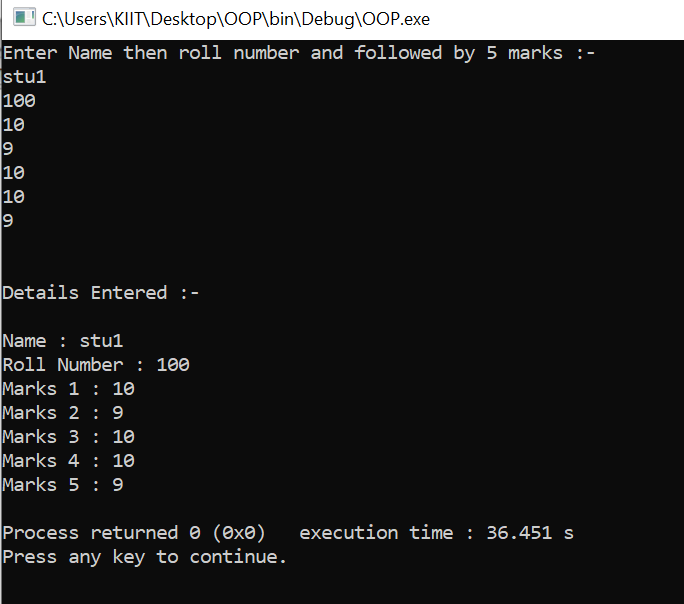 C:\Users\KIIT\Desktop\OOP\bin\Debug\OOP.exe
Enter Name then roll number and followed by 5 marks :-
stu1
100
10
9
10
10
9
Details Entered :-
Name : stu1
Roll Number : 100
Marks 1 : 10
Marks 2 : 9
Marks 3 : 10
Marks 4 : 10
Marks 5 : 9
Process returned 0 (0x0)   execution time : 36.451 s
Press any key to continue.